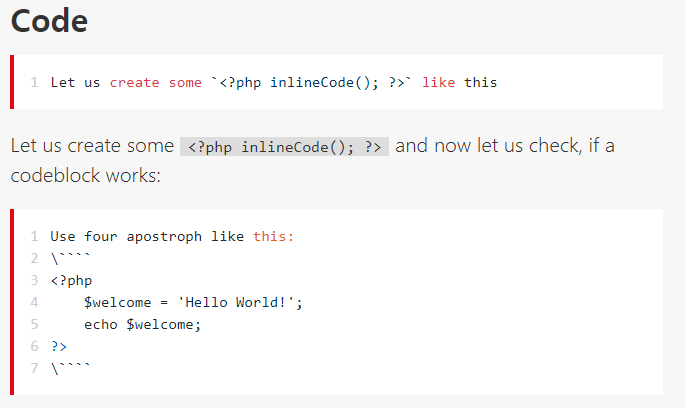 Code
1 Let us create some `<?php inlineCode(); ?>` like this
Let us create some <?php inlineCode(); ?> and now let us check, if a
codeblock works:
1 Use four apostroph like this:
2 \````
3 <?php
4     $welcome = 'Hello World!';
5     echo $welcome;
6 ?>
7 \````